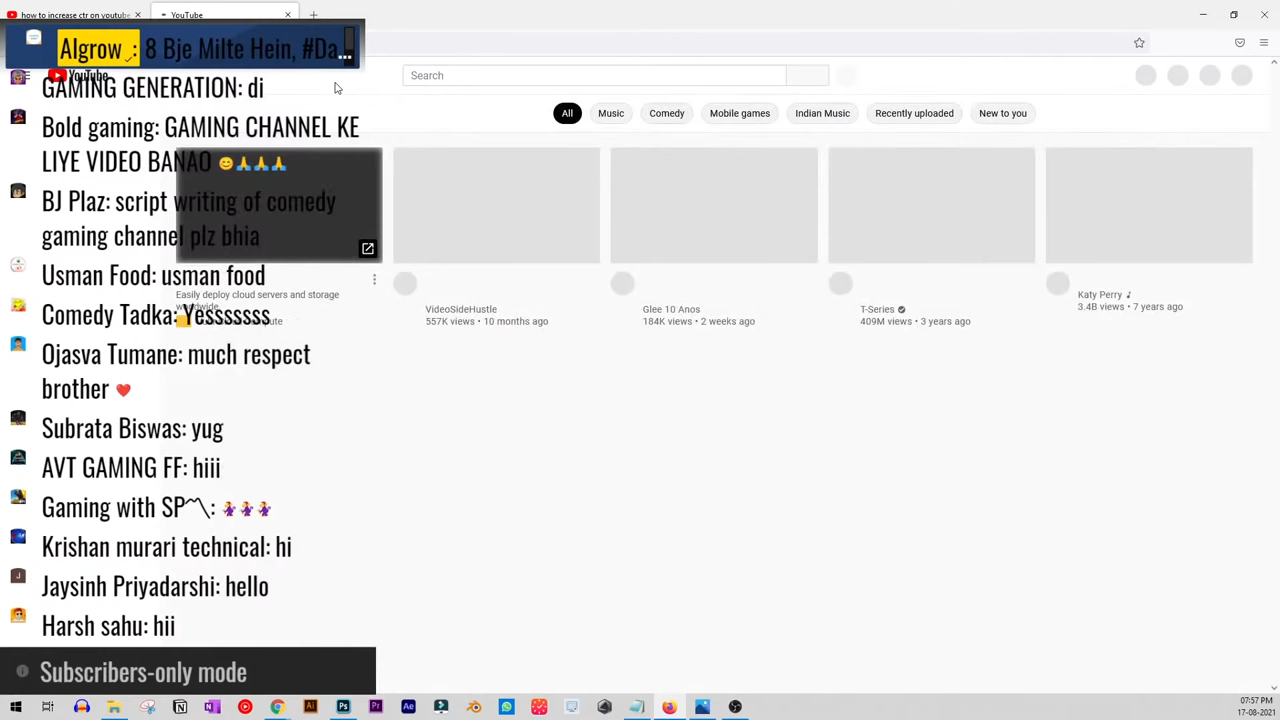 how to increase ctr on youtube
YouTube
Algrow : 8 Bje Milte Hein, #Da...
YouTube
Search
GAMING GENERATION: di
All
Music
Comedy
Mobile games
Indian Music
Recently uploaded
New to you
Bold gaming: GAMING CHANNEL KE
LIYE VIDEO BANAO 😊🙏🙏🙏
BJ Plaz: script writing of comedy
gaming channel plz bhia
Usman Food: usman food
Comedy Tadka: Yesssssss
Ojasva Tumane: much respect
brother ❤️
Subrata Biswas: yug
AVT GAMING FF: hiii
Gaming with SP〽: 
Krishan murari technical: hi
Jaysinh Priyadarshi: hello
Harsh sahu: hii
Subscribers-only mode
Easily deploy cloud servers and storage
worldwide
VideoSideHustle
557K views • 10 months ago
Glee 10 Anos
184K views • 2 weeks ago
T-Series
409M views • 3 years ago
Katy Perry ♪
3.4B views • 7 years ago
07:57 PM
17-08-2021